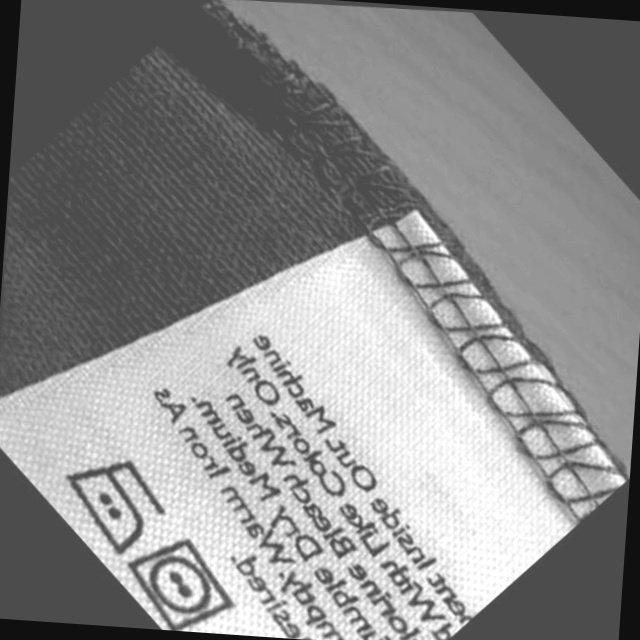 Inside Out. Machine
With Like Colors Only
Bleach When
Dry Medium.
Warm Iron As